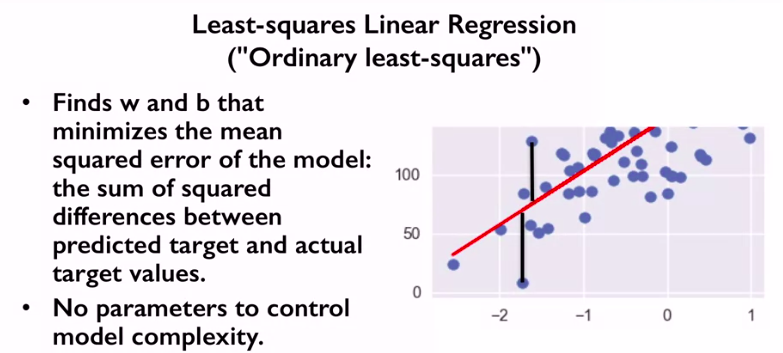 Least-squares Linear Regression
("Ordinary least-squares")
• Finds w and b that
minimizes the mean
squared error of the model:
the sum of squared
differences between
predicted target and actual
target values.
• No parameters to control
model complexity.
100
50
0
−2
−1
0
1